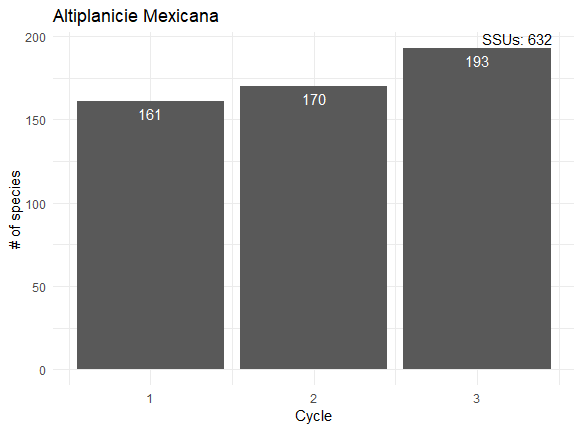 Altiplanicie Mexicana
SSUs: 632
200
150
100
50
0
161
170
193
1
2
3
Cycle
# of species